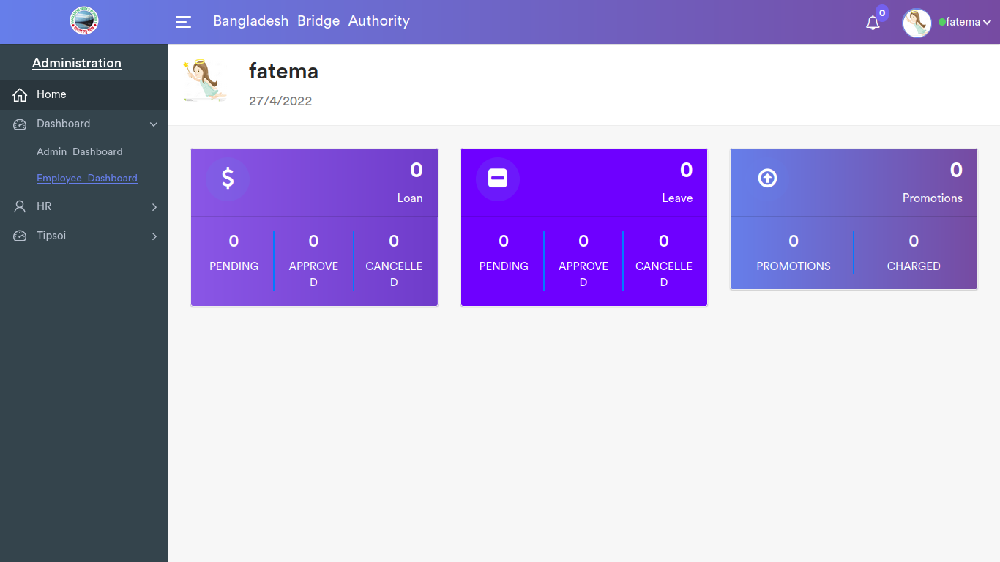 Bangladesh Bridge Authority
0
fatema
Administration
Home
Dashboard
Admin Dashboard
Employee Dashboard
HR
Tipsoi
fatema
27/4/2022
0
Loan
0
PENDING
0
APPROVE
D
0
CANCELLE
D
0
Leave
0
PENDING
0
APPROVE
D
0
CANCELLE
D
0
Promotions
0
PROMOTIONS
0
CHARGED